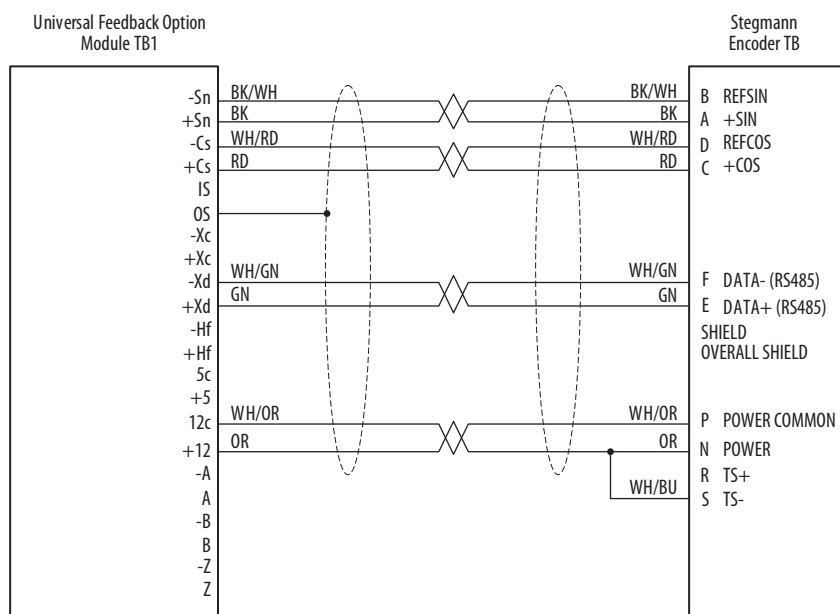 Universal Feedback Option
Module TB1
Stegmann
Encoder TB
-Sn BK/WH BK/WH B REFSIN
+Sn BK BK A +SIN
-Cs WH/RD WH/RD D REFCOS
+Cs RD RD C +COS
IS
OS
-Xc
+Xc
-Xd WH/GN WH/GN F DATA- (RS485)
+Xd GN GN E DATA+ (RS485)
-Hf SHIELD
+Hf OVERALL SHIELD
5c
+5
12c WH/OR WH/OR P POWER COMMON
+12 OR OR N POWER
-A R TS+
A WH/BU S TS-
-B
B
-Z
Z